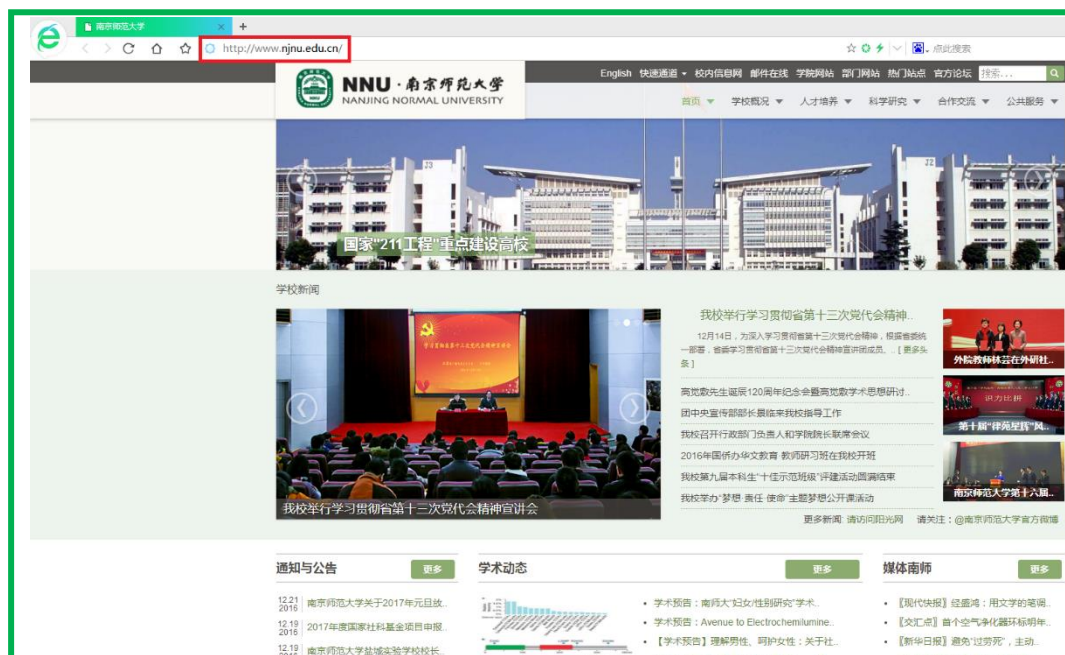 南京师范大学
http://www.njnu.edu.cn/
点此搜索
English 快速通道 校内信息网 邮件在线 学院网站 部门网站 热门站点 官方论坛 搜索...
NNU·南京师范大学
NANJING NORMAL UNIVERSITY
首页 学校概况 人才培养 科学研究 合作交流 公共服务
J3
J2
国家"211工程"重点建设高校
学校新闻
我校举行学习贯彻省第十三次党代会精神..
12月14日，为深入学习贯彻省第十三次党代会精神，根据省委统
一部署，省委学习贯彻省第十三次党代会精神宣讲团成员、..[ 更多头
条 ]
高觉敷先生诞辰120周年纪念会暨高觉敷学术思想研讨..
团中央宣传部部长景临来我校指导工作
我校召开行政部门负责人和学院院长联席会议
2016年国侨办华文教育·教师研习班在我校开班
我校第九届本科生"十佳示范班级"评建活动圆满结束
我校举办"梦想·责任·使命"主题梦想公开课活动
外院教师林芸在外研社..
第十届"律苑星辉"风..
南京师范大学第十六届..
我校举行学习贯彻省第十三次党代会精神宣讲会
更多新闻 请访问阳光网 请关注：@南京师范大学官方微博
通知与公告 更多
12.21
2016
南京师范大学关于2017年元旦放..
12.19
2016
2017年度国家社科基金项目申报..
12.19
南京师范大学盐城实验学校校长..
学术动态 更多
学术预告：南师大"妇女/性别研究"学术..
学术预告：Avenue to Electrochemilumine..
【学术预告】理解男性、呵护女性：关于社..
媒体南师 更多
〖现代快报〗经盛鸿：用文学的笔调..
〖交汇点〗首个空气净化器环标明年..
〖新华日报〗避免"过劳死"，主动..